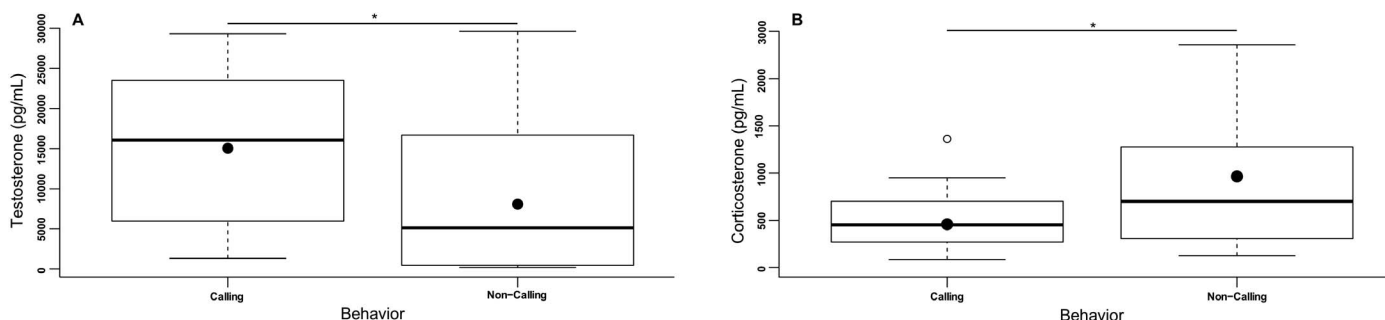 A
*
Testosterone (pg/mL)
30000
25000
20000
15000
10000
5000
0
Calling
Non-Calling
Behavior
B
*
Corticosterone (pg/mL)
3000
2000
1500
1000
500
0
Calling
Non-Calling
Behavior